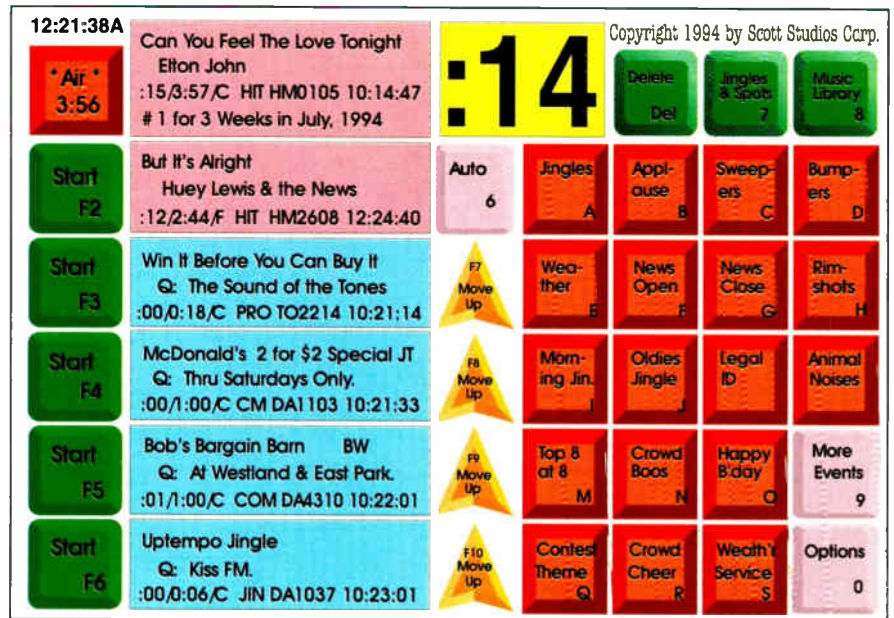 12:21:38A
Air
3:56
Can You Feel The Love Tonight
Elton John
:15/3:57/C HIT HM0105 10:14:47
# 1 for 3 Weeks in July, 1994
:14
Copyright 1994 by Scott Studios Corp.
Delete
Del
Jingles
& Spots
7
Music
Library
8
Start
F2
But It's Alright
Huey Lewis & the News
:12/2:44/F HIT HM2608 12:24:40
Auto
6
Jingles
A
Appl-
ause
B
Sweep-
ers
C
Bump-
ers
D
Start
F3
Win It Before You Can Buy It
Q: The Sound of the Tones
:00/0:18/C PRO TO2214 10:21:14
F7
Move
Up
Wea-
ther
E
News
Open
F
News
Close
G
Rim-
shots
H
Start
F4
McDonald's 2 for $2 Special JT
Q: Thru Saturdays Only.
:00/1:00/C CM DA1103 10:21:33
F8
Move
Up
Morn-
ing Jin.
I
Oldies
Jingle
J
Legal
ID
Animal
Noises
Start
F5
Bob's Bargain Barn BW
Q: At Westland & East Park.
:01/1:00/C COM DA4310 10:22:01
F9
Move
Up
Top 8
at 8
M
Crowd
Boos
N
Happy
B'day
O
More
Events
9
Start
F6
Uptempo Jingle
Q: Kiss FM.
:00/0:06/C JIN DA1037 10:23:01
F10
Move
Up
Contest
Theme
Q
Crowd
Cheer
R
Weath'r
Service
S
Options
0